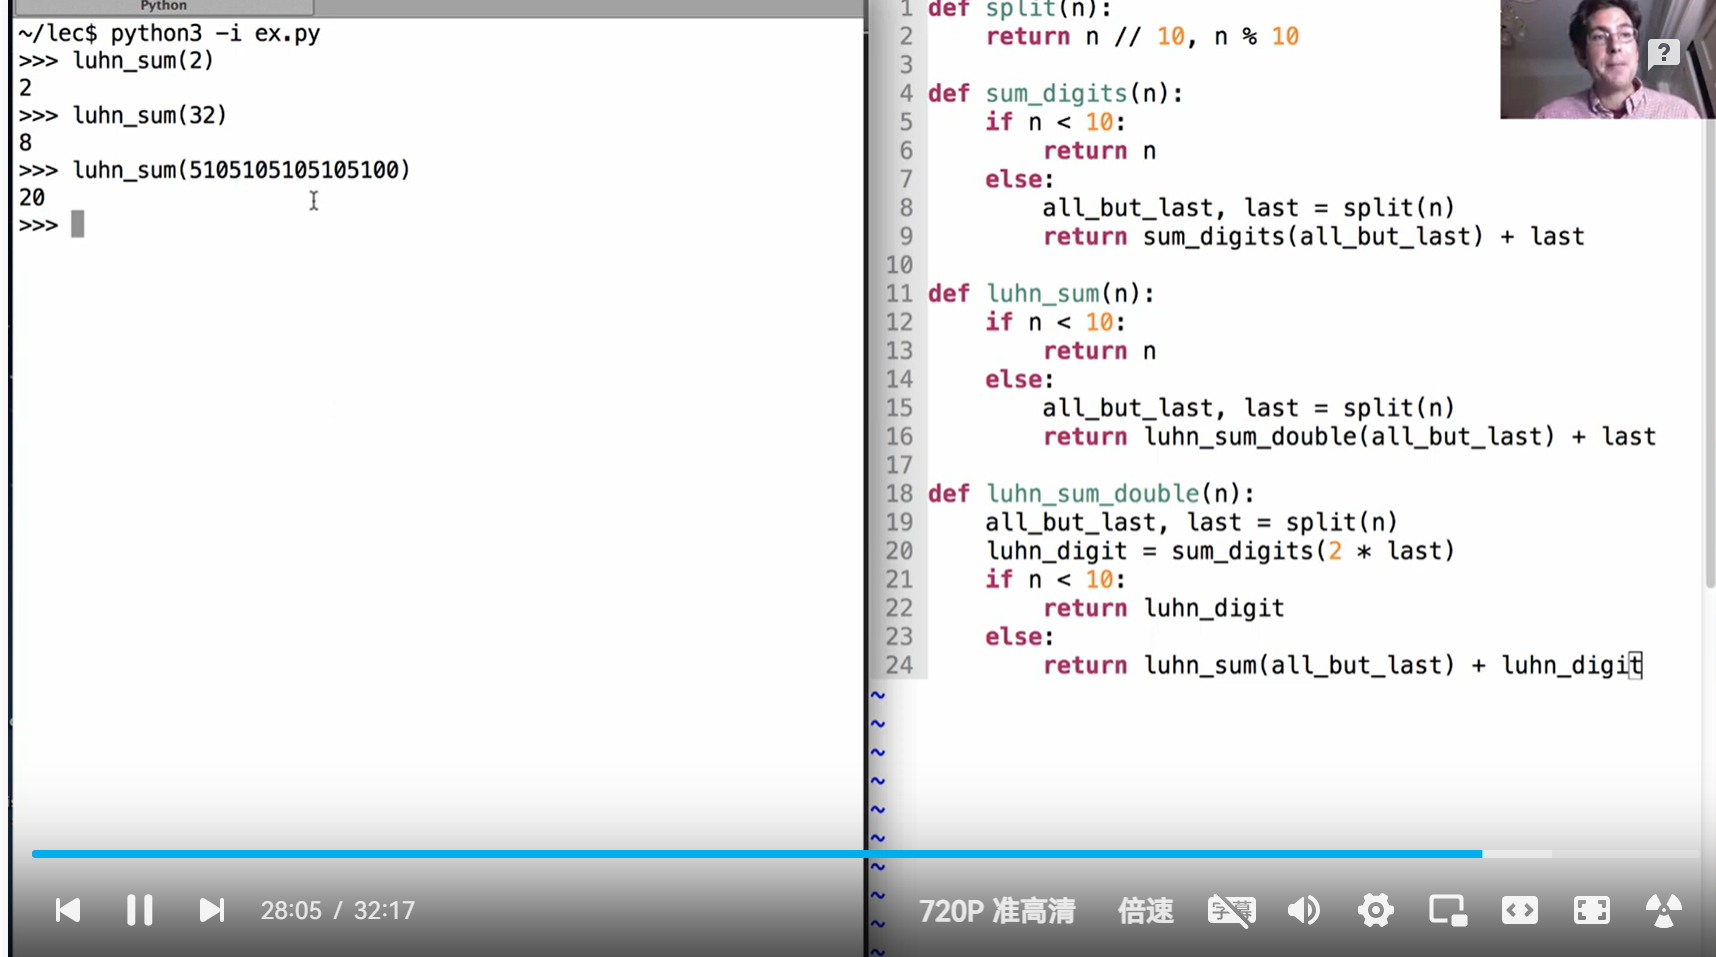 Python
~/lec$ python3 -i ex.py
>>> luhn_sum(2)
2
>>> luhn_sum(32)
8
>>> luhn_sum(5105105105105100)
20
>>>
1 def split(n):
2     return n // 10, n % 10
3
4 def sum_digits(n):
5     if n < 10:
6         return n
7     else:
8         all_but_last, last = split(n)
9         return sum_digits(all_but_last) + last
10
11 def luhn_sum(n):
12     if n < 10:
13         return n
14     else:
15         all_but_last, last = split(n)
16         return luhn_sum_double(all_but_last) + last
17
18 def luhn_sum_double(n):
19     all_but_last, last = split(n)
20     luhn_digit = sum_digits(2 * last)
21     if n < 10:
22         return luhn_digit
23     else:
24         return luhn_sum(all_but_last) + luhn_digit
~
~
~
~
~
~
~
~
~
~
?
28:05 / 32:17
720P 准高清
倍速
字幕